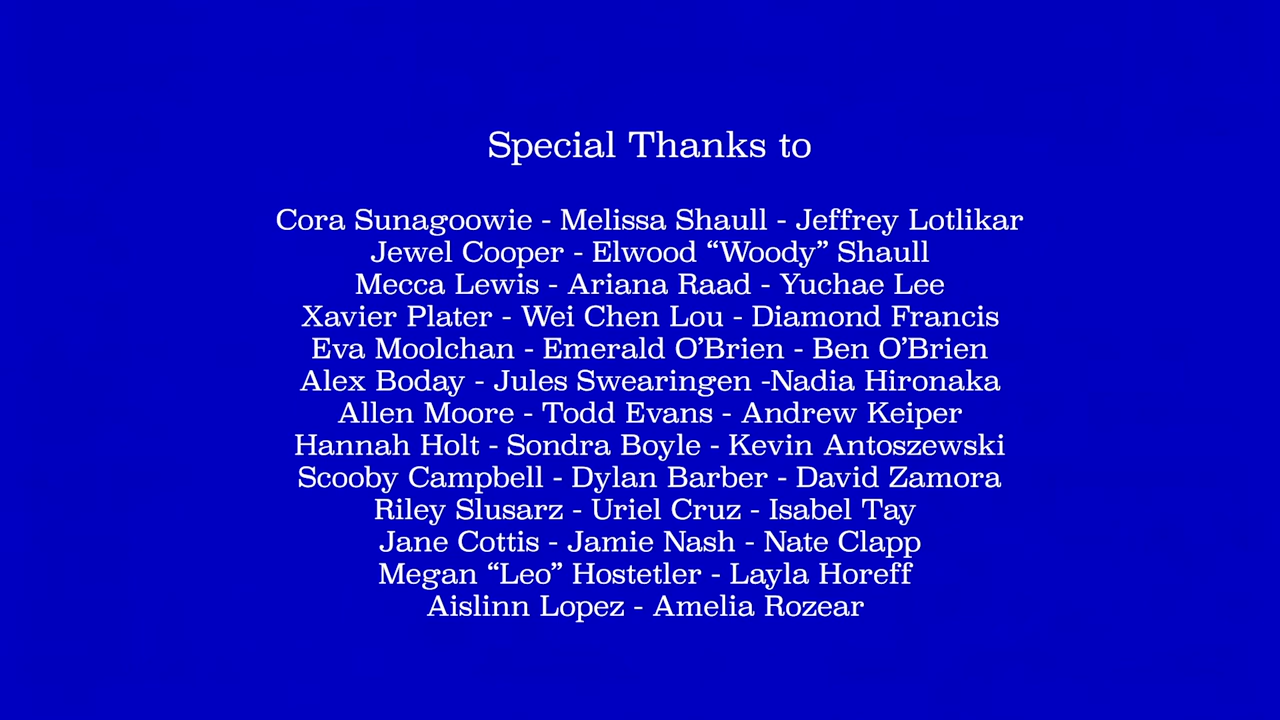 Special Thanks to
Cora Sunagoowie - Melissa Shaull - Jeffrey Lotlikar
Jewel Cooper - Elwood “Woody” Shaull
Mecca Lewis - Ariana Raad - Yuchae Lee
Xavier Plater - Wei Chen Lou - Diamond Francis
Eva Moolchan - Emerald O’Brien - Ben O’Brien
Alex Boday - Jules Swearingen -Nadia Hironaka
Allen Moore - Todd Evans - Andrew Keiper
Hannah Holt - Sondra Boyle - Kevin Antoszewski
Scooby Campbell - Dylan Barber - David Zamora
Riley Slusarz - Uriel Cruz - Isabel Tay
Jane Cottis - Jamie Nash - Nate Clapp
Megan “Leo” Hostetler - Layla Horeff
Aislinn Lopez - Amelia Rozear